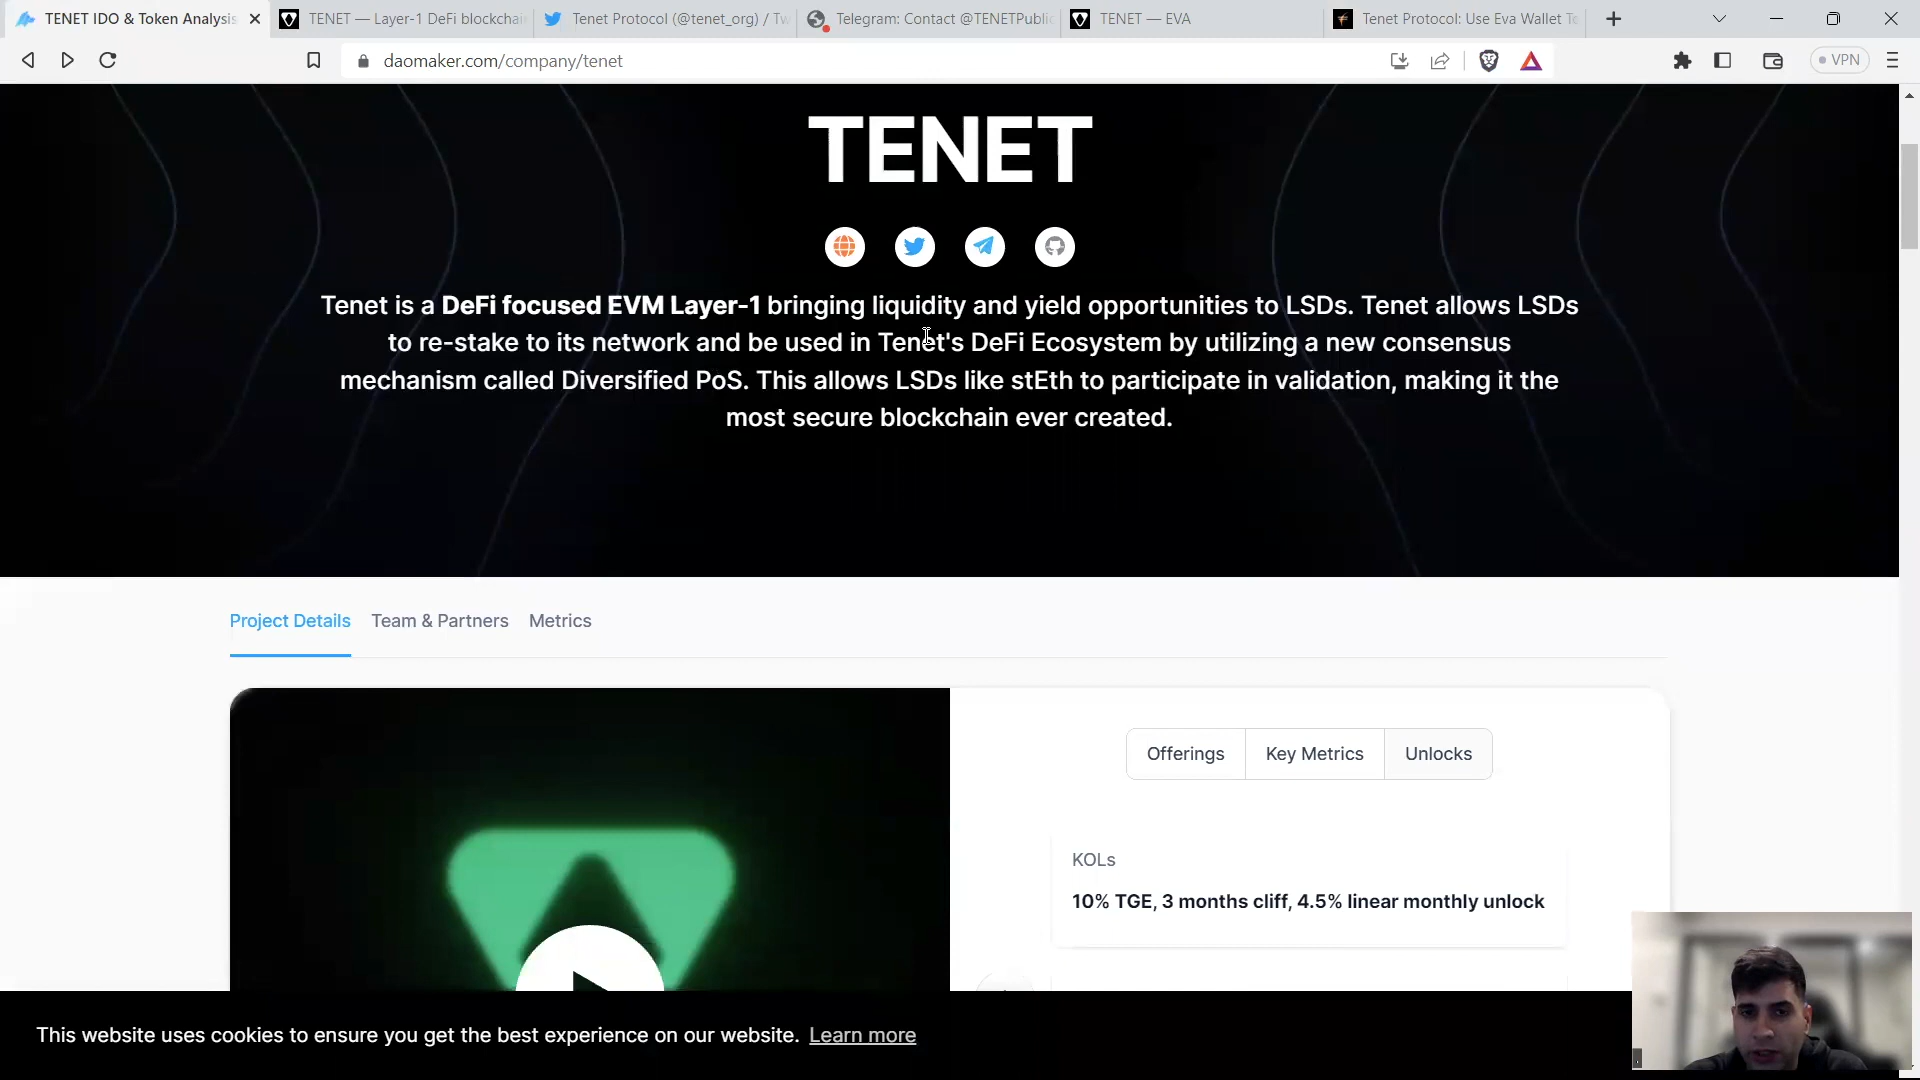 TENET IDO & Token Analysis
TENET — Layer-1 DeFi blockchai
Tenet Protocol (@tenet_org) / Tw
Telegram: Contact @TENETPublic
TENET — EVA
Tenet Protocol: Use Eva Wallet To
daomaker.com/company/tenet
VPN
TENET
Tenet is a DeFi focused EVM Layer-1 bringing liquidity and yield opportunities to LSDs. Tenet allows LSDs
to re-stake to its network and be used in Tenet's DeFi Ecosystem by utilizing a new consensus
mechanism called Diversified PoS. This allows LSDs like stEth to participate in validation, making it the
most secure blockchain ever created.
Project Details Team & Partners Metrics
Offerings Key Metrics Unlocks
KOLs
10% TGE, 3 months cliff, 4.5% linear monthly unlock
This website uses cookies to ensure you get the best experience on our website. Learn more